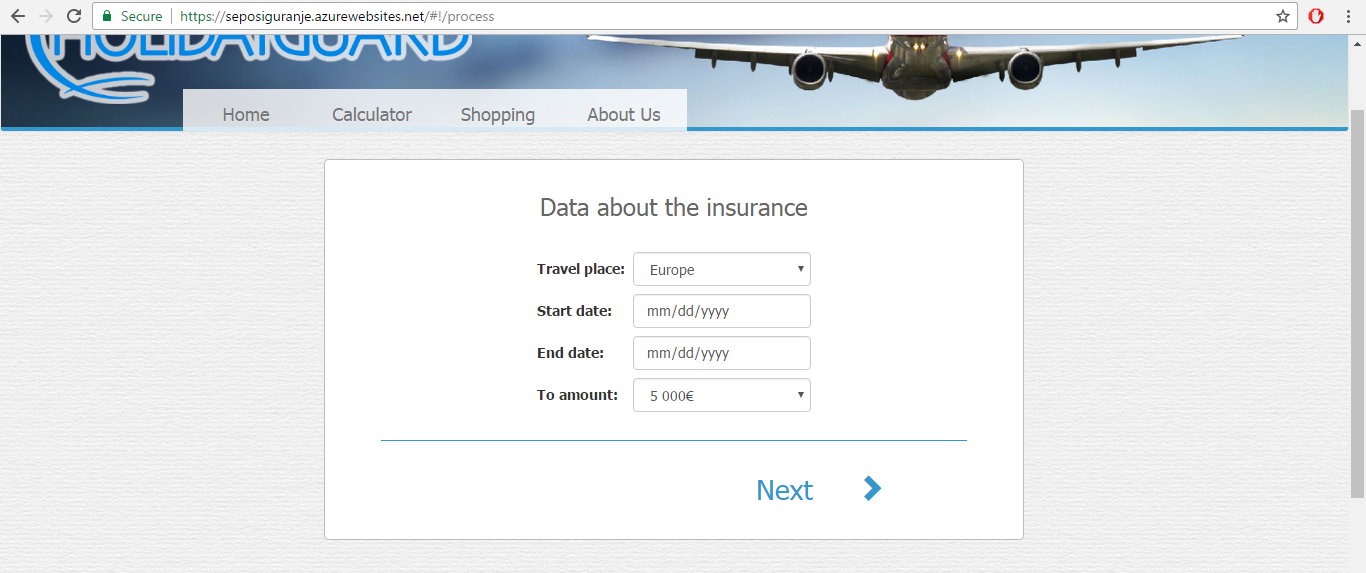 Secure https://seposiguranje.azurewebsites.net/#!/process
HOLIDAYGUARD
Home Calculator Shopping About Us
Data about the insurance
Travel place: Europe
Start date: mm/dd/yyyy
End date: mm/dd/yyyy
To amount: 5 000€
Next